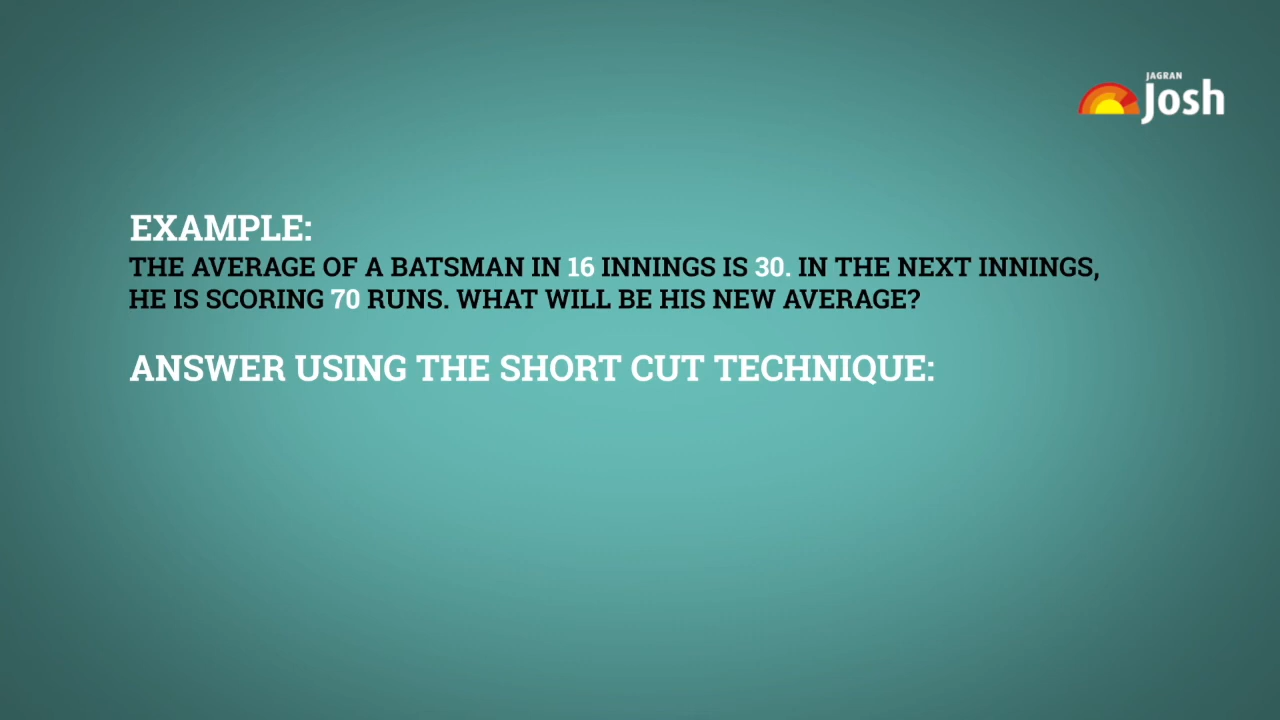 JAGRAN
Josh
EXAMPLE:
THE AVERAGE OF A BATSMAN IN 16 INNINGS IS 30. IN THE NEXT INNINGS,
HE IS SCORING 70 RUNS. WHAT WILL BE HIS NEW AVERAGE?
ANSWER USING THE SHORT CUT TECHNIQUE: